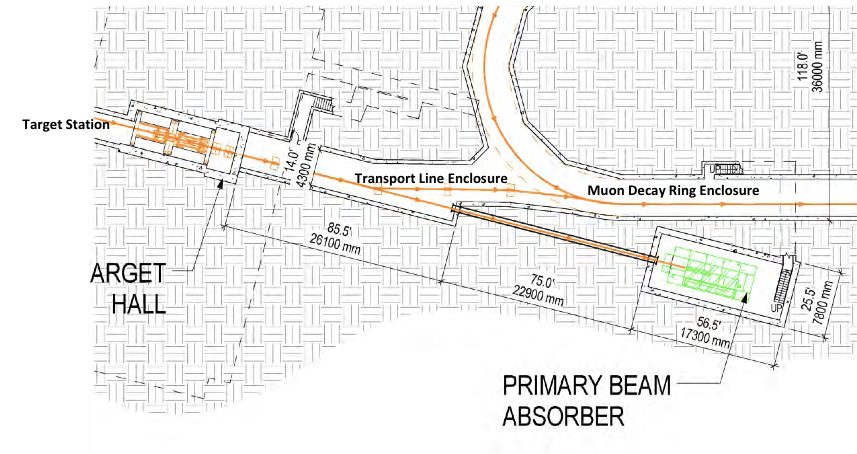 Target Station
118.0'
36000 mm
14.0'
4300 mm
Transport Line Enclosure
Muon Decay Ring Enclosure
UP
85.5'
26100 mm
ARGET
HALL
75.0'
22900 mm
56.5'
17300 mm
25.5'
7800 mm
UP
PRIMARY BEAM
ABSORBER